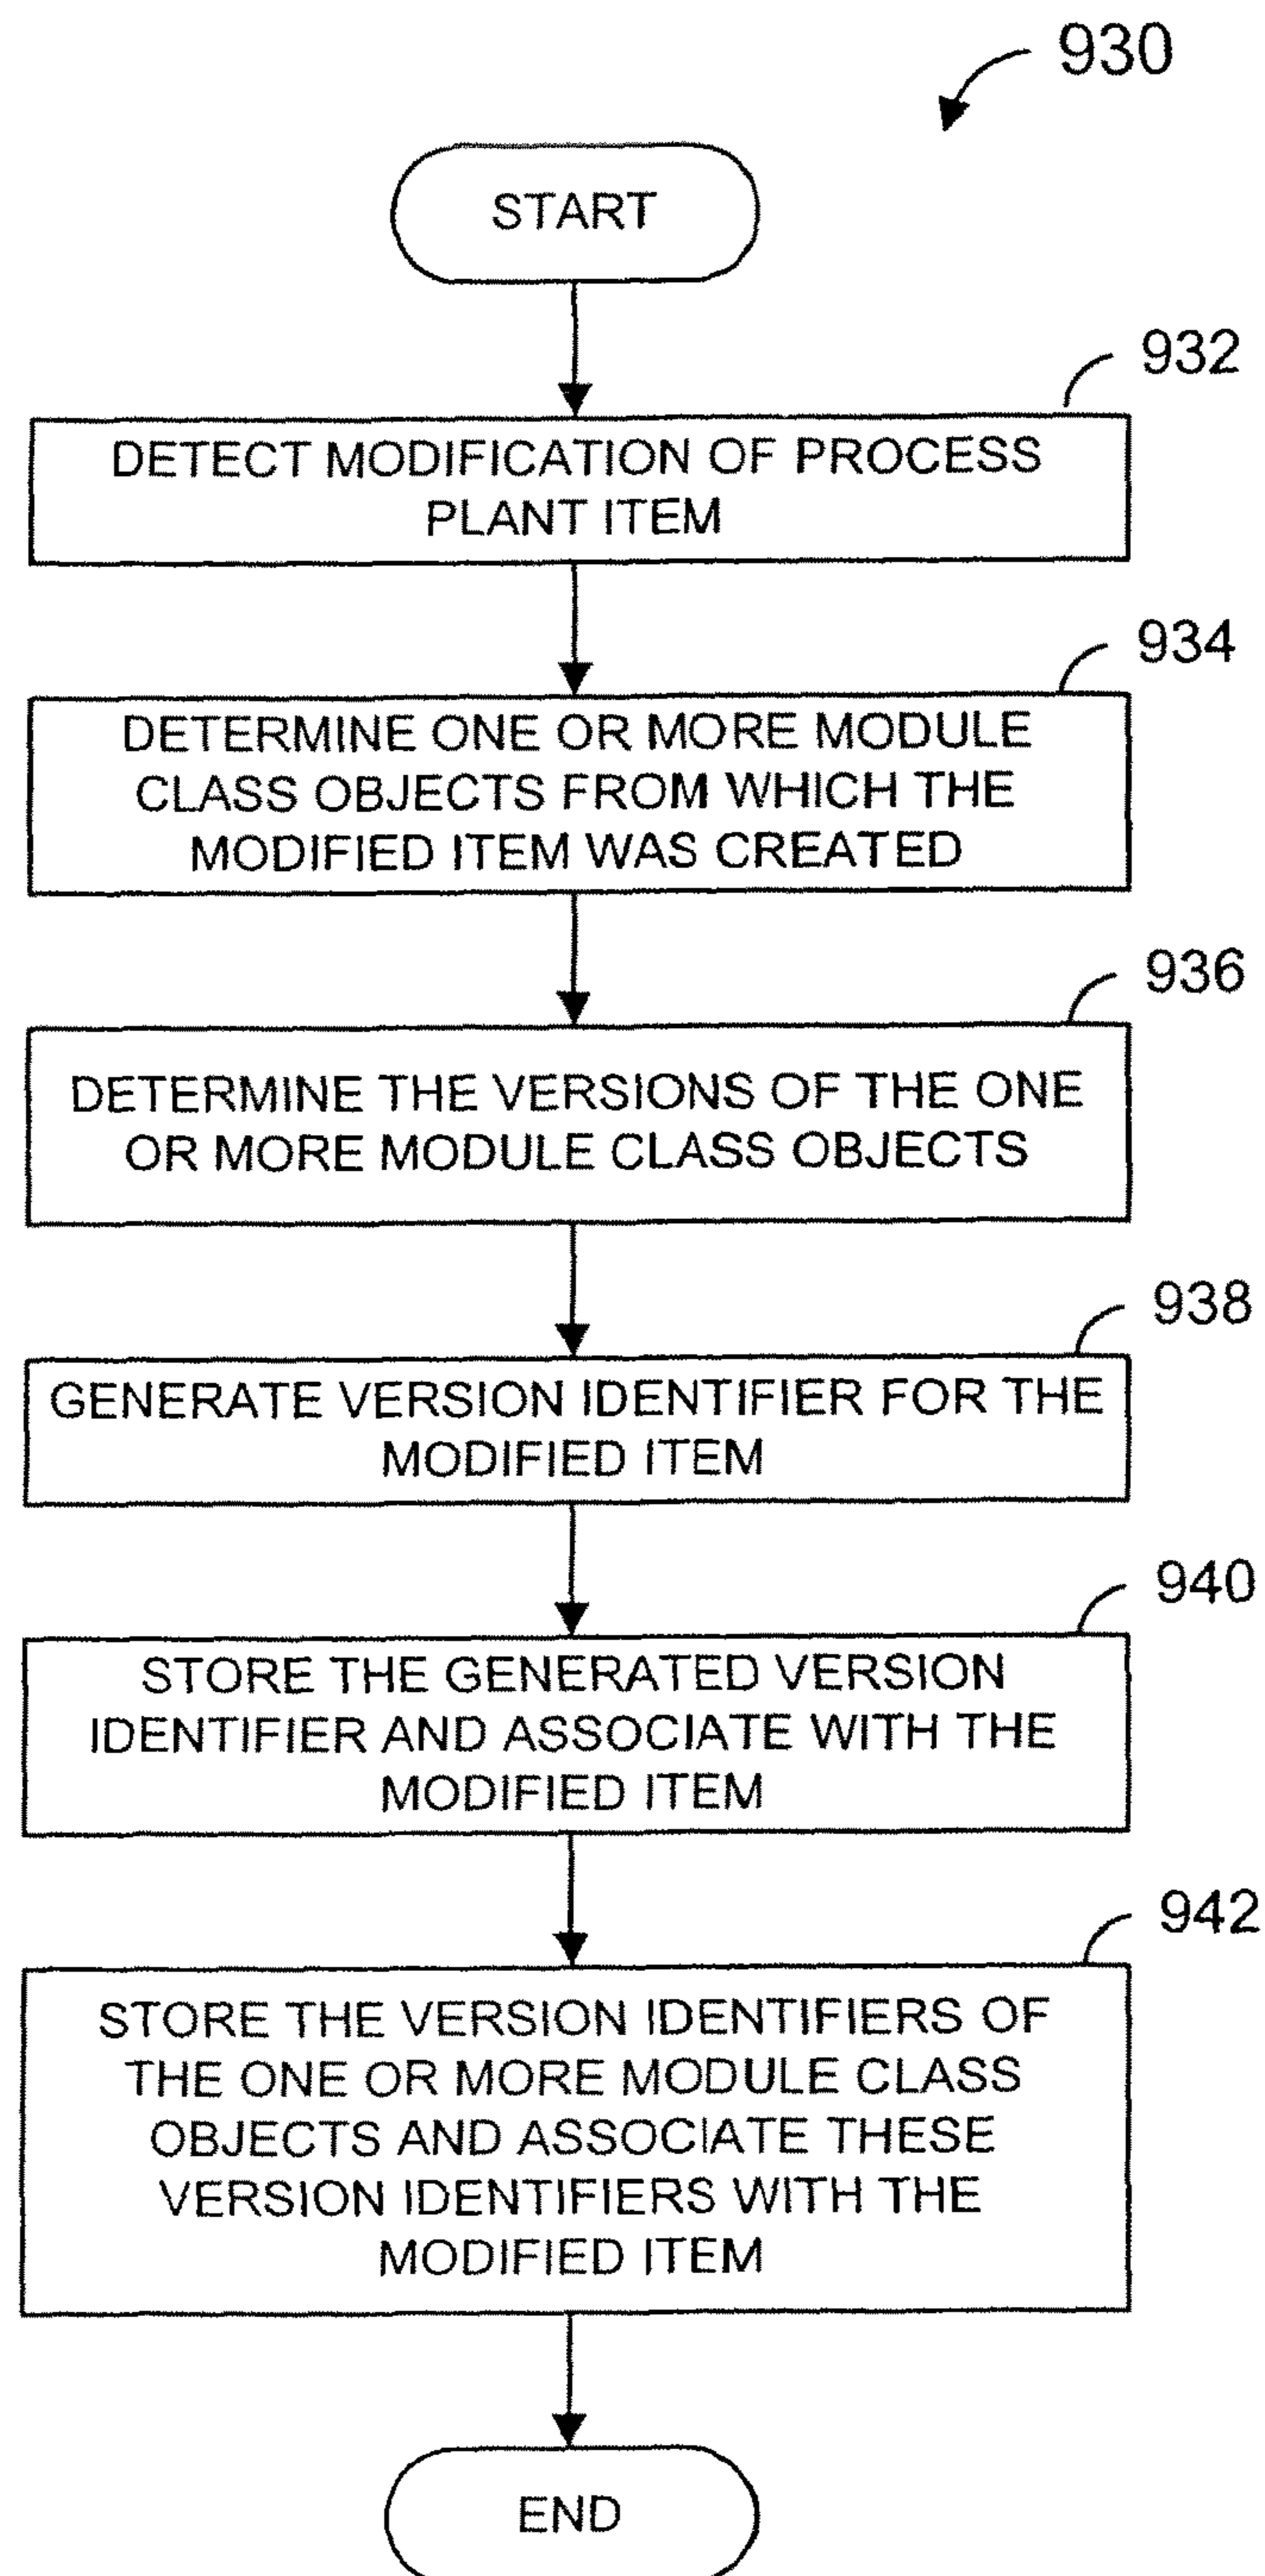 930
START
932
DETECT MODIFICATION OF PROCESS
PLANT ITEM
934
DETERMINE ONE OR MORE MODULE
CLASS OBJECTS FROM WHICH THE
MODIFIED ITEM WAS CREATED
936
DETERMINE THE VERSIONS OF THE ONE
OR MORE MODULE CLASS OBJECTS
938
GENERATE VERSION IDENTIFIER FOR THE
MODIFIED ITEM
940
STORE THE GENERATED VERSION
IDENTIFIER AND ASSOCIATE WITH THE
MODIFIED ITEM
942
STORE THE VERSION IDENTIFIERS OF
THE ONE OR MORE MODULE CLASS
OBJECTS AND ASSOCIATE THESE
VERSION IDENTIFIERS WITH THE
MODIFIED ITEM
END